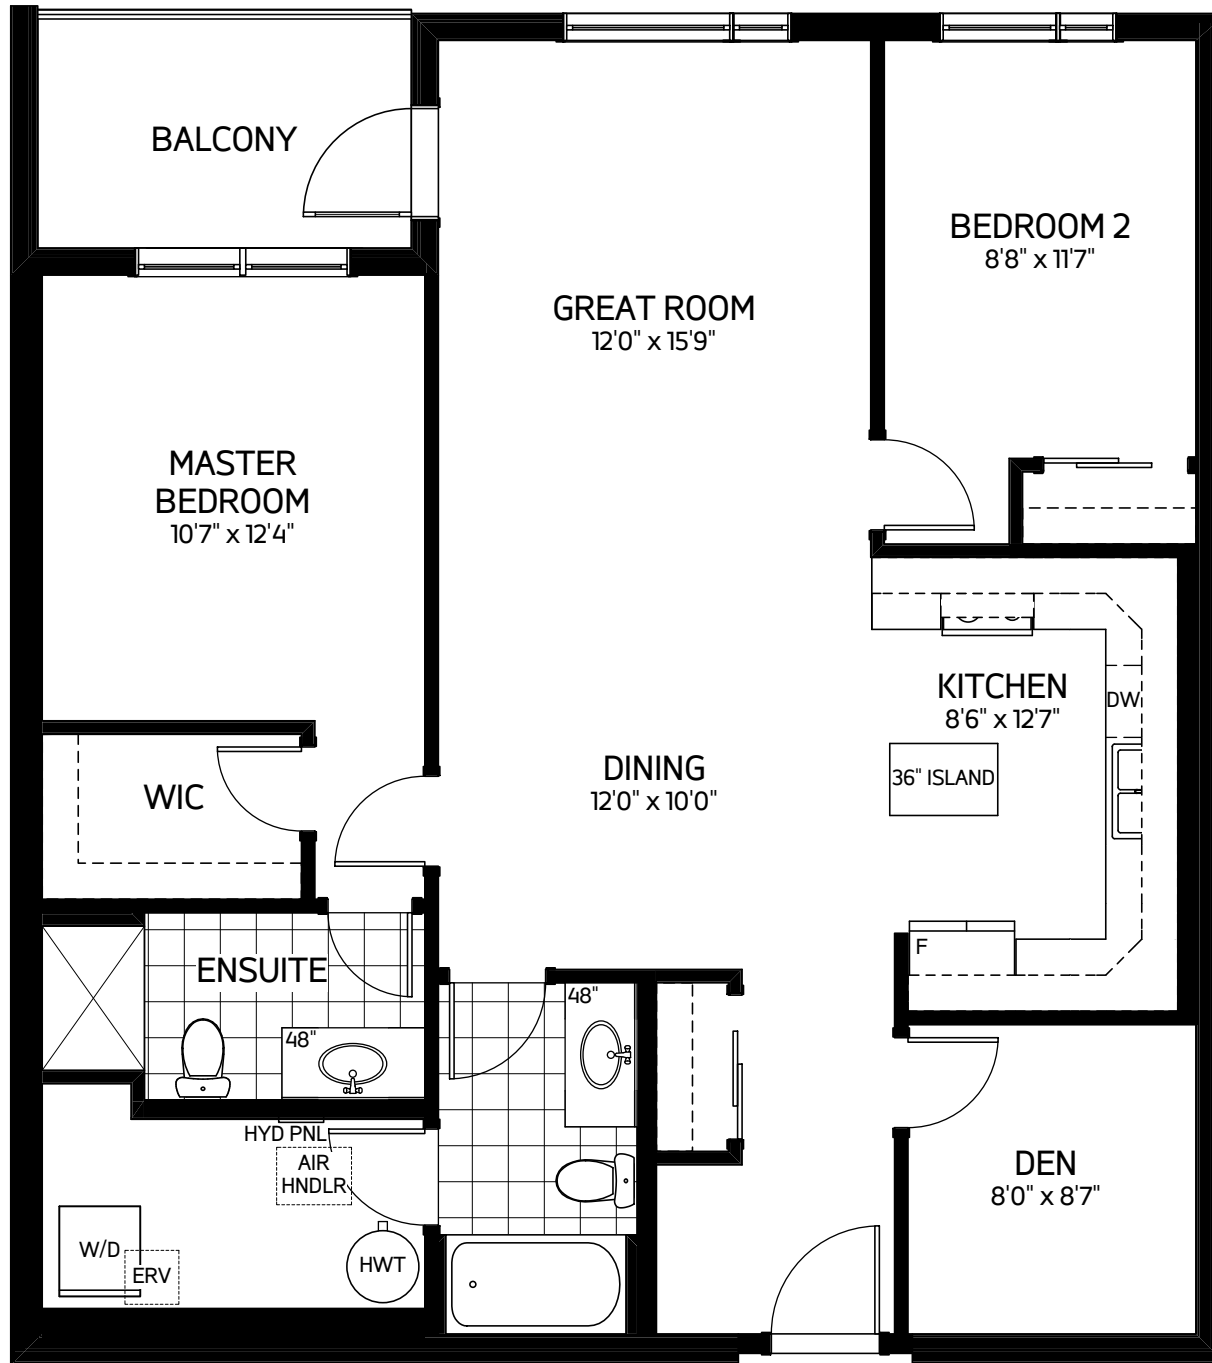 BALCONY
BEDROOM 2
8'8" x 11'7"
GREAT ROOM
12'0" x 15'9"
MASTER
BEDROOM
10'7" x 12'4"
KITCHEN
8'6" x 12'7"
DW
DINING
12'0" x 10'0"
36" ISLAND
WIC
F
ENSUITE
48"
48"
HYD PNL
AIR
HNDLR
DEN
8'0" x 8'7"
W/D
ERV
HWT